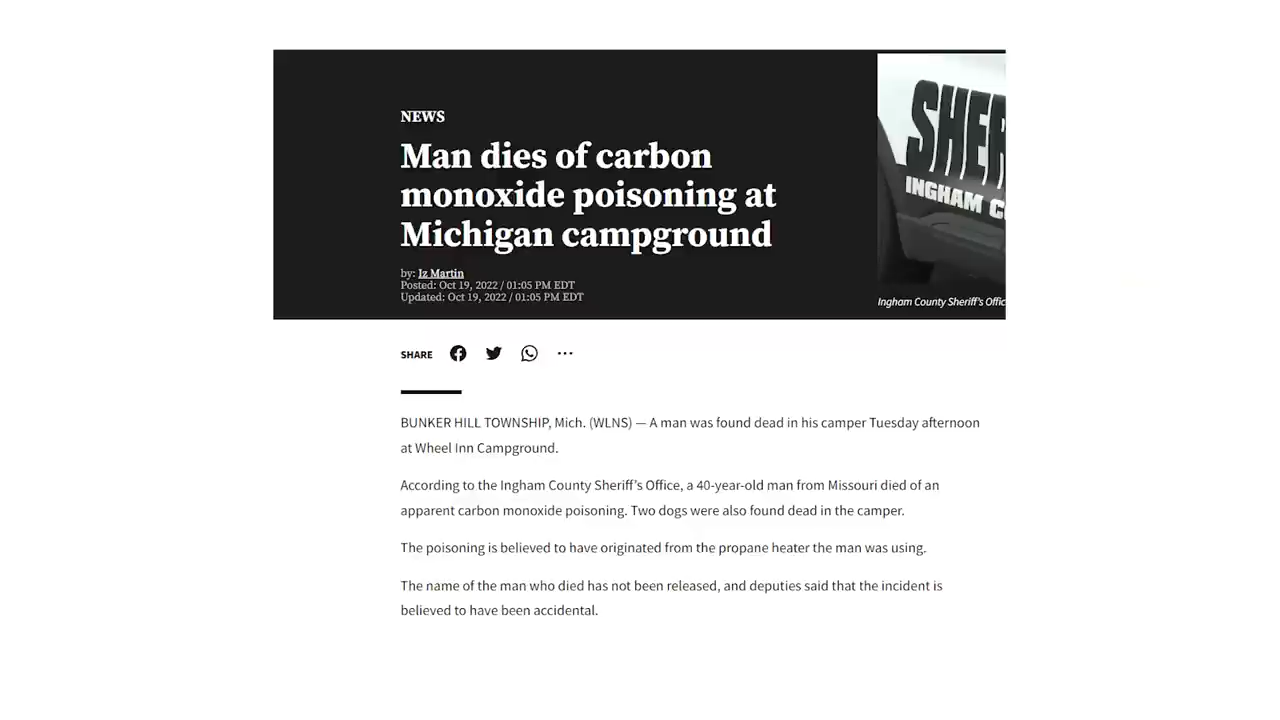 NEWS
Man dies of carbon
monoxide poisoning at
Michigan campground
by: Iz Martin
Posted: Oct 19, 2022 / 01:05 PM EDT
Updated: Oct 19, 2022 / 01:05 PM EDT
SHER
INGHAM C
Ingham County Sheriff's Offic
SHARE
BUNKER HILL TOWNSHIP, Mich. (WLNS) — A man was found dead in his camper Tuesday afternoon
at Wheel Inn Campground.
According to the Ingham County Sheriff's Office, a 40-year-old man from Missouri died of an
apparent carbon monoxide poisoning. Two dogs were also found dead in the camper.
The poisoning is believed to have originated from the propane heater the man was using.
The name of the man who died has not been released, and deputies said that the incident is
believed to have been accidental.